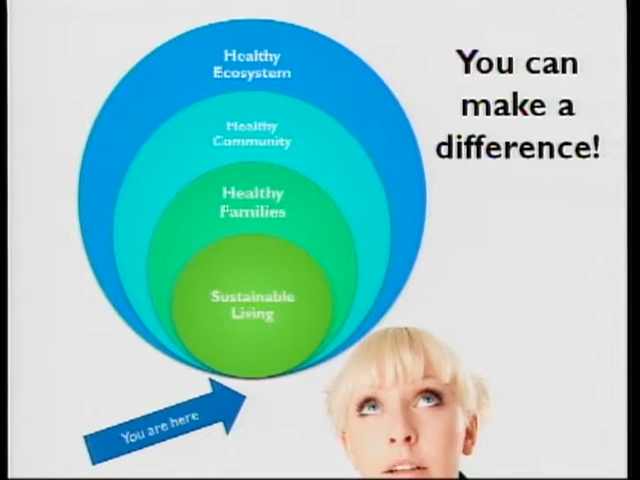 Healthy
Ecosystem
Healthy
Community
Healthy
Families
Sustainable
Living
You are here
You can
make a
difference!